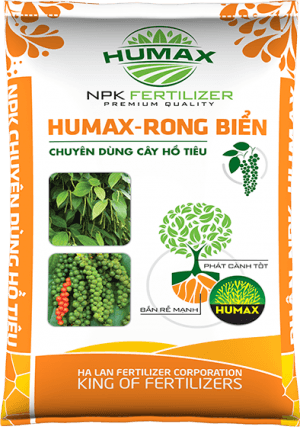 HUMAX
NPK FERTILIZER
PREMIUM QUALITY
HUMAX-RONG BIỂN
CHUYÊN DÙNG CÂY HỒ TIÊU
PHÁT CÀNH TỐT
BẮN RỄ MẠNH
HUMAX
HA LAN FERTILIZER CORPORATION
KING OF FERTILIZERS
NPK CHUYÊN DÙNG HỒ TIÊU